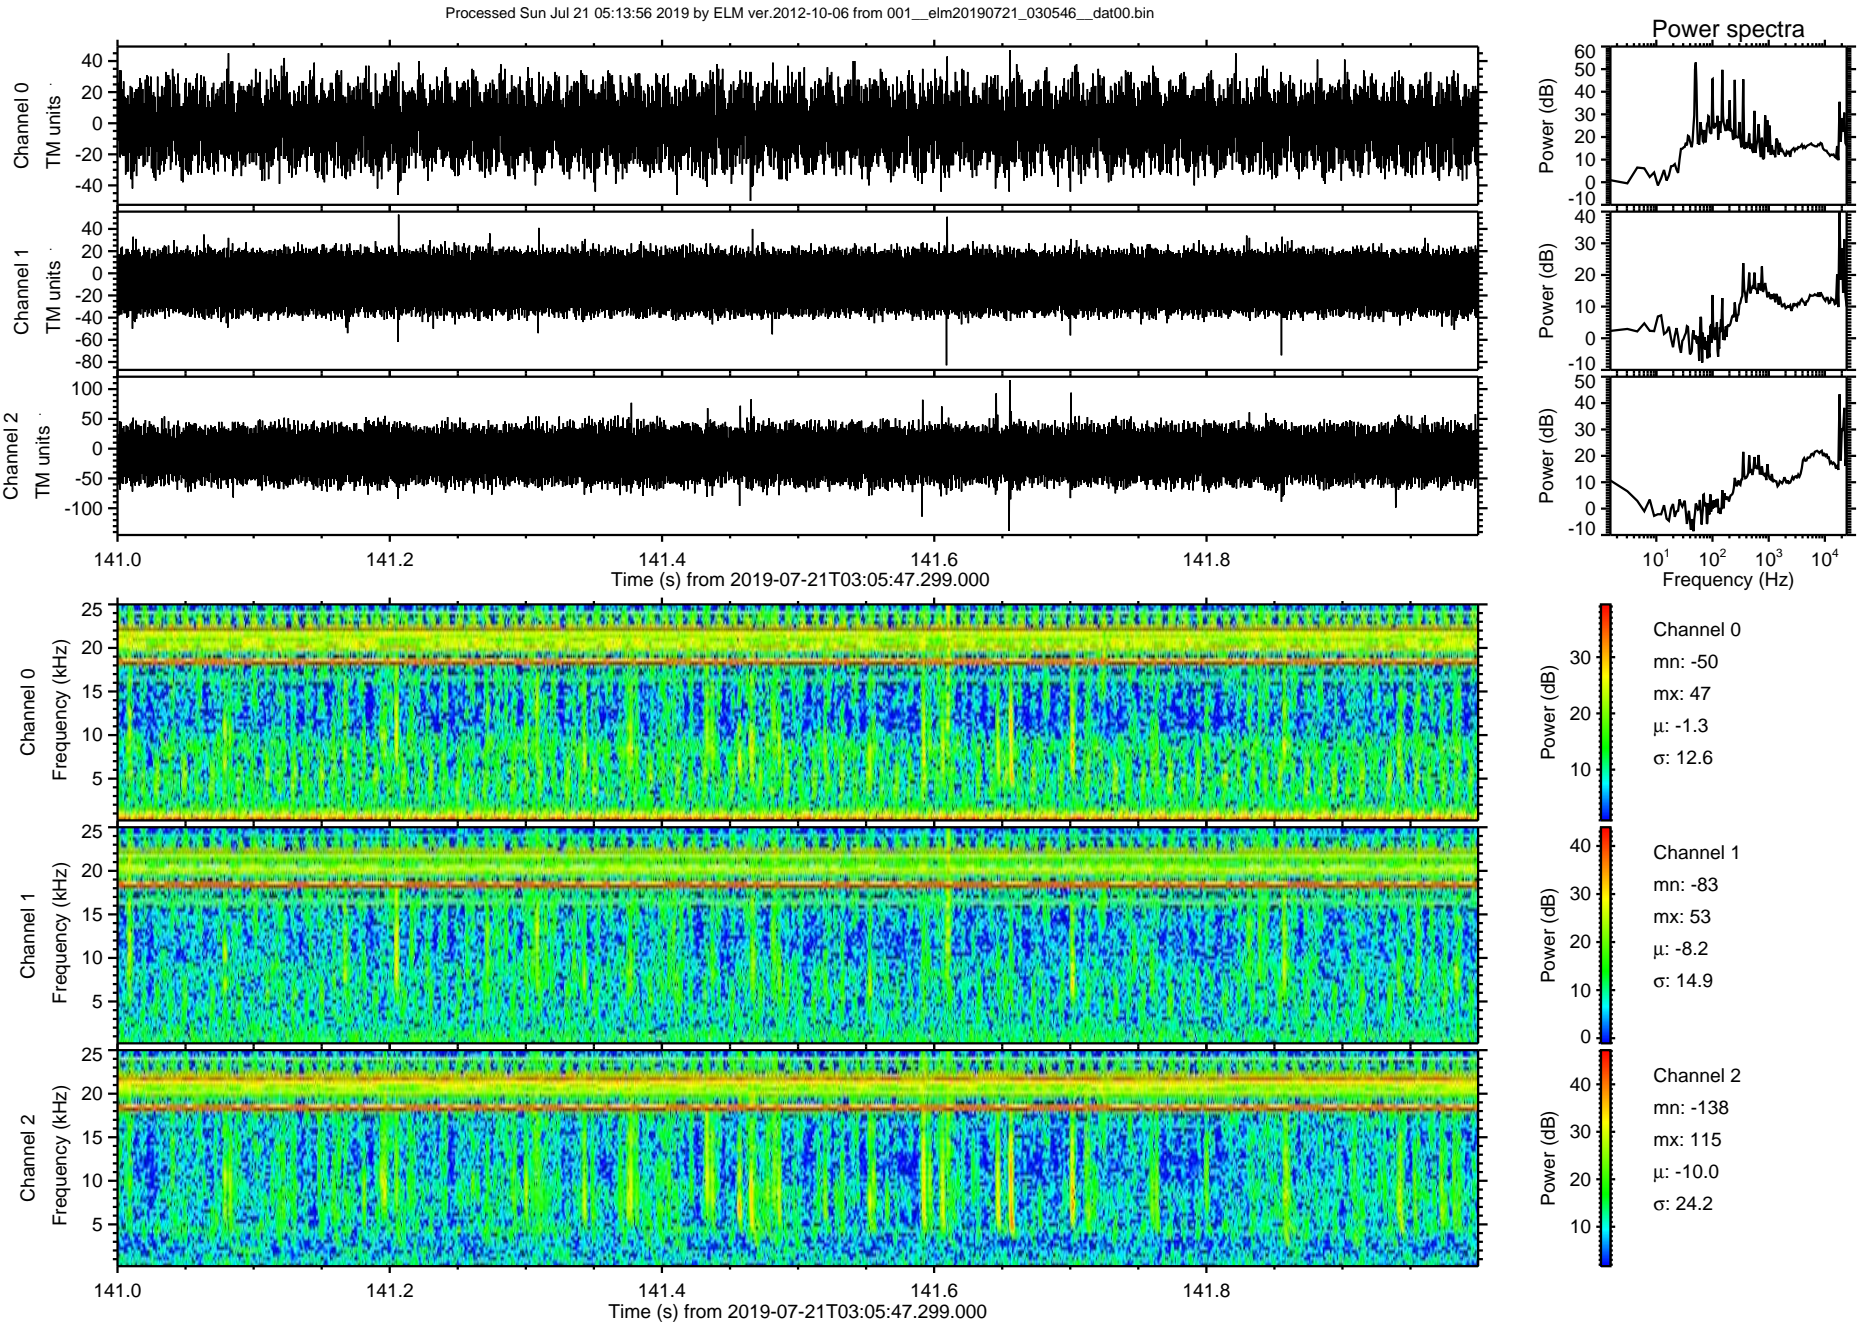 Processed Sun Jul 21 05:13:56 2019 by ELM ver.2012-10-06 from 001__elm20190721_030546__dat00.bin
Power spectra
Channel 0
TM units
40
20
0
-20
-40
Power (dB)
60
50
40
30
20
10
0
-10
Channel 1
TM units
40
20
0
-20
-40
-60
-80
Power (dB)
40
30
20
10
0
-10
Channel 2
TM units
100
50
0
-50
-100
Power (dB)
50
40
30
20
10
0
-10
141.0 141.2 141.4 141.6 141.8
Time (s) from 2019-07-21T03:05:47.299.000
10¹ 10² 10³ 10⁴
Frequency (Hz)
Channel 0
Frequency (kHz)
25
20
15
10
5
Power (dB)
30
20
10
Channel 0
mn: -50
mx: 47
μ: -1.3
σ: 12.6
Channel 1
Frequency (kHz)
25
20
15
10
5
Power (dB)
40
30
20
10
0
Channel 1
mn: -83
mx: 53
μ: -8.2
σ: 14.9
Channel 2
Frequency (kHz)
25
20
15
10
5
Power (dB)
40
30
20
10
Channel 2
mn: -138
mx: 115
μ: -10.0
σ: 24.2
141.0 141.2 141.4 141.6 141.8
Time (s) from 2019-07-21T03:05:47.299.000